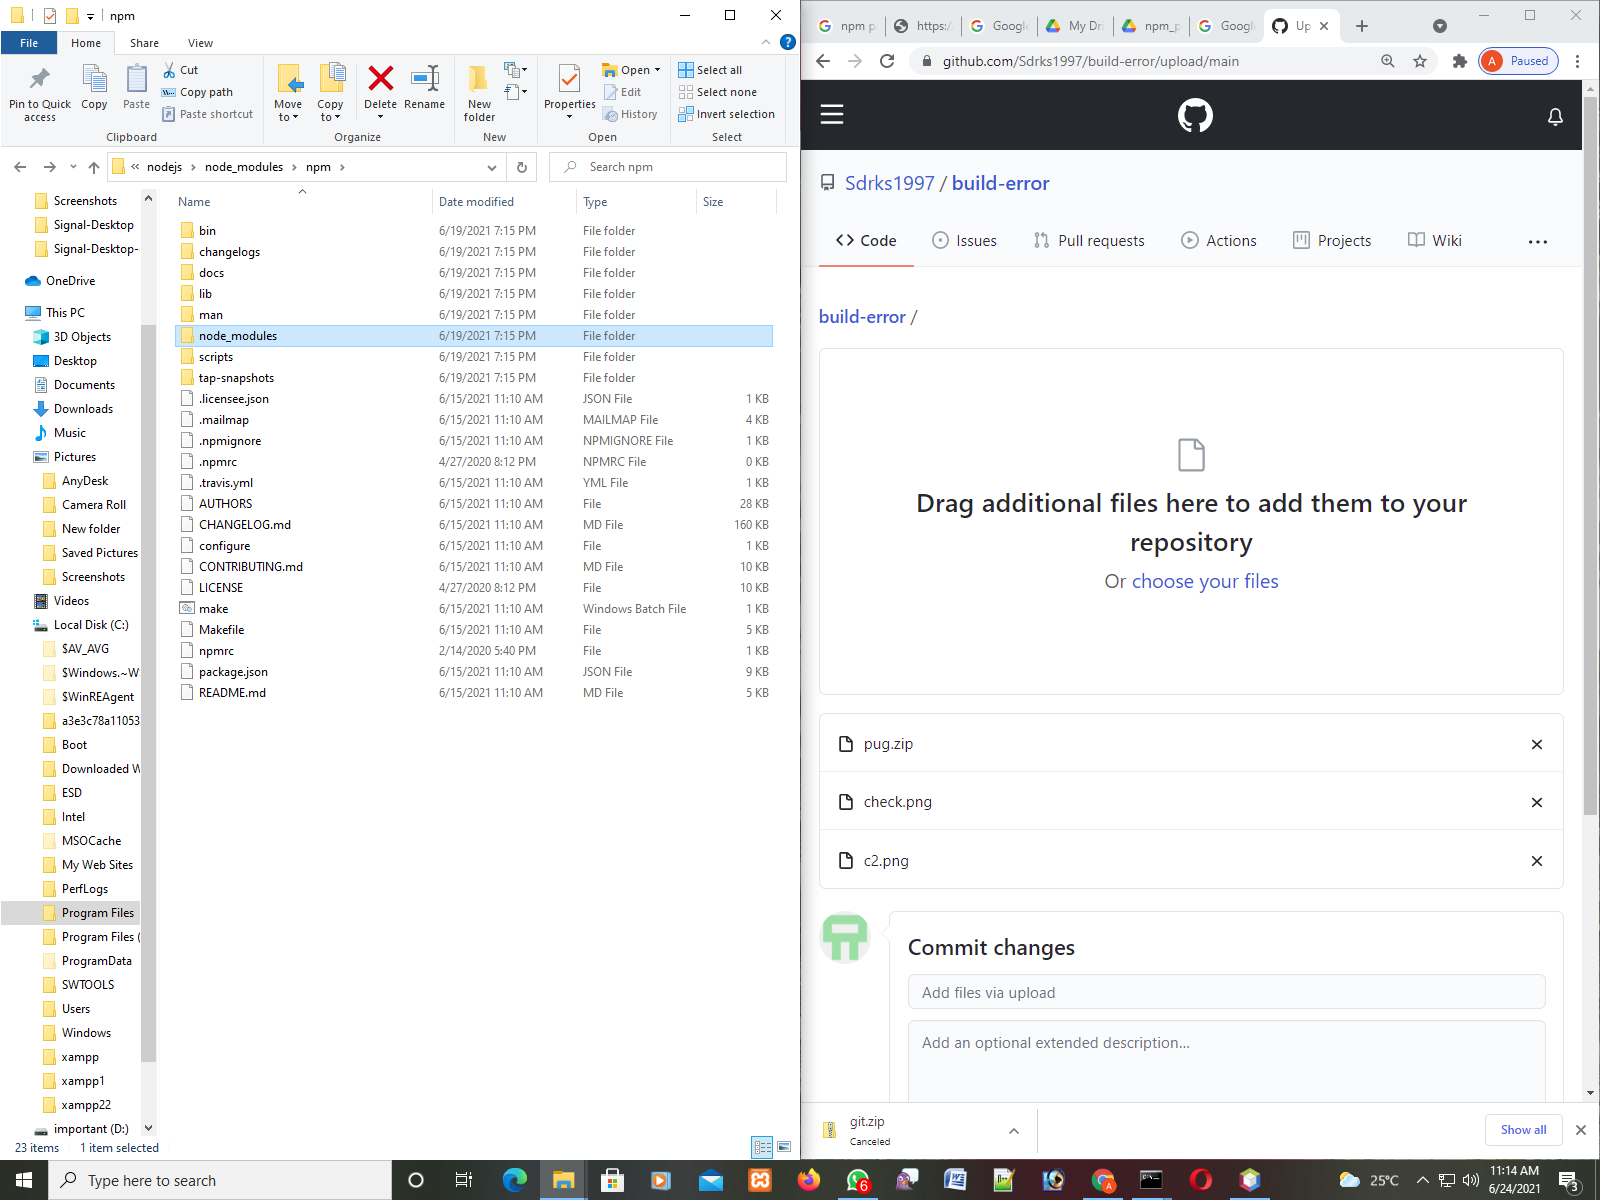 npm
File
Home
Share
View
Pin to Quick access
Copy
Paste
Cut
Copy path
Paste shortcut
Move to
Copy to
Delete
Rename
New folder
Properties
Open
Edit
History
Select all
Select none
Invert selection
Clipboard
Organize
New
Open
Select
« nodejs › node_modules › npm ›
Search npm
Screenshots
Signal-Desktop
Signal-Desktop-
OneDrive
This PC
3D Objects
Desktop
Documents
Downloads
Music
Pictures
AnyDesk
Camera Roll
New folder
Saved Pictures
Screenshots
Videos
Local Disk (C:)
$AV_AVG
$Windows.~W
$WinREAgent
a3e3c78a11053
Boot
Downloaded W
ESD
Intel
MSOCache
My Web Sites
PerfLogs
Program Files
Program Files (
ProgramData
SWTOOLS
Users
Windows
xampp
xampp1
xampp22
important (D:)
Name Date modified Type Size
bin 6/19/2021 7:15 PM File folder
changelogs 6/19/2021 7:15 PM File folder
docs 6/19/2021 7:15 PM File folder
lib 6/19/2021 7:15 PM File folder
man 6/19/2021 7:15 PM File folder
node_modules 6/19/2021 7:15 PM File folder
scripts 6/19/2021 7:15 PM File folder
tap-snapshots 6/19/2021 7:15 PM File folder
.licensee.json 6/15/2021 11:10 AM JSON File 1 KB
.mailmap 6/15/2021 11:10 AM MAILMAP File 4 KB
.npmignore 6/15/2021 11:10 AM NPMIGNORE File 1 KB
.npmrc 4/27/2020 8:12 PM NPMRC File 0 KB
.travis.yml 6/15/2021 11:10 AM YML File 1 KB
AUTHORS 6/15/2021 11:10 AM File 28 KB
CHANGELOG.md 6/15/2021 11:10 AM MD File 160 KB
configure 6/15/2021 11:10 AM File 1 KB
CONTRIBUTING.md 6/15/2021 11:10 AM MD File 10 KB
LICENSE 4/27/2020 8:12 PM File 10 KB
make 6/15/2021 11:10 AM Windows Batch File 1 KB
Makefile 6/15/2021 11:10 AM File 5 KB
npmrc 2/14/2020 5:40 PM File 1 KB
package.json 6/15/2021 11:10 AM JSON File 9 KB
README.md 6/15/2021 11:10 AM MD File 5 KB
23 items 1 item selected
npm p
https:/
Google
My Dri
npm_p
Google
Up
github.com/Sdrks1997/build-error/upload/main
A Paused
Sdrks1997 / build-error
Code
Issues
Pull requests
Actions
Projects
Wiki
build-error /
Drag additional files here to add them to your
repository
Or choose your files
pug.zip
check.png
c2.png
Commit changes
Add files via upload
Add an optional extended description...
git.zip
Canceled
Show all
Type here to search
6
A
25°C
11:14 AM
6/24/2021
3